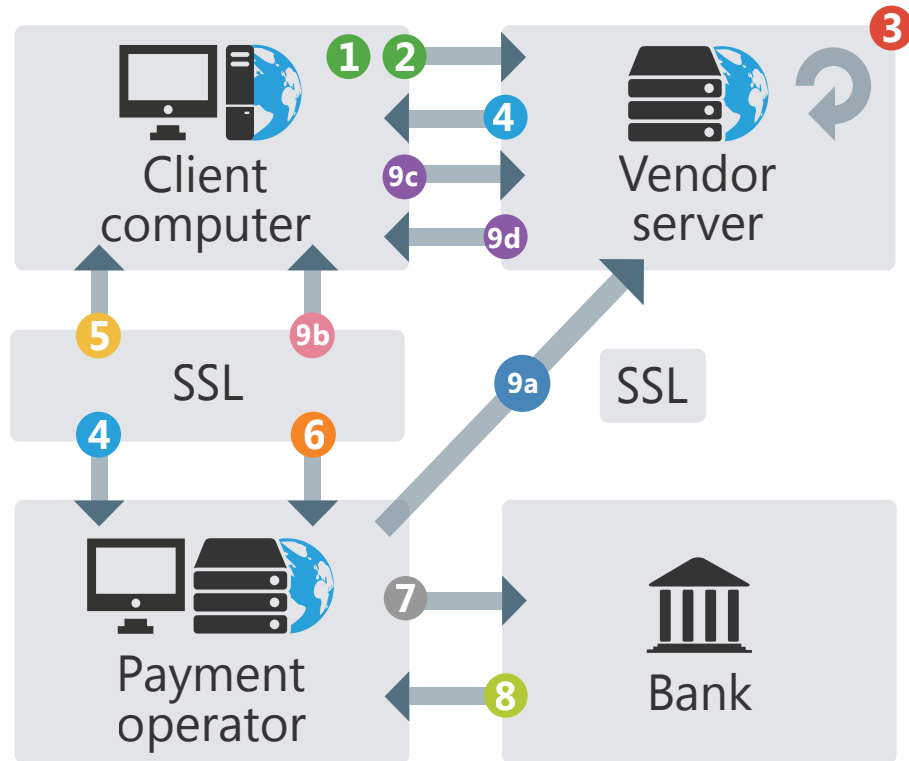 3
1 2
4
Client
computer
Vendor
server
9c
9d
5
9b
SSL
9a
SSL
4
6
7
Payment
operator
8
Bank